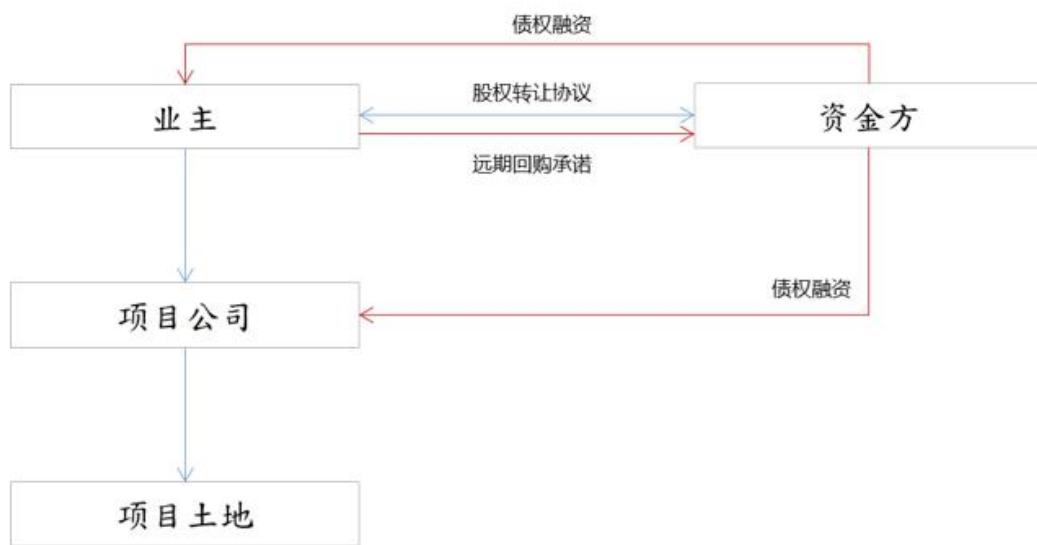 债权融资
业主
股权转让协议
资金方
远期回购承诺
项目公司
债权融资
项目土地